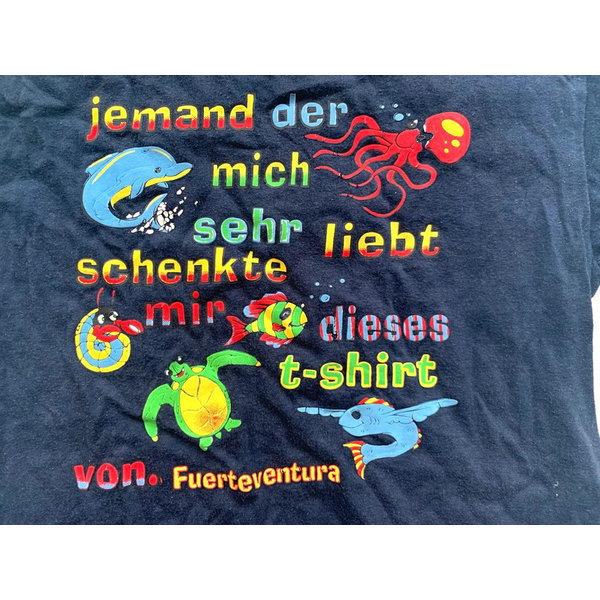 jemand der
mich
sehr liebt
schenkte
mir dieses
t-shirt
von. Fuerteventura